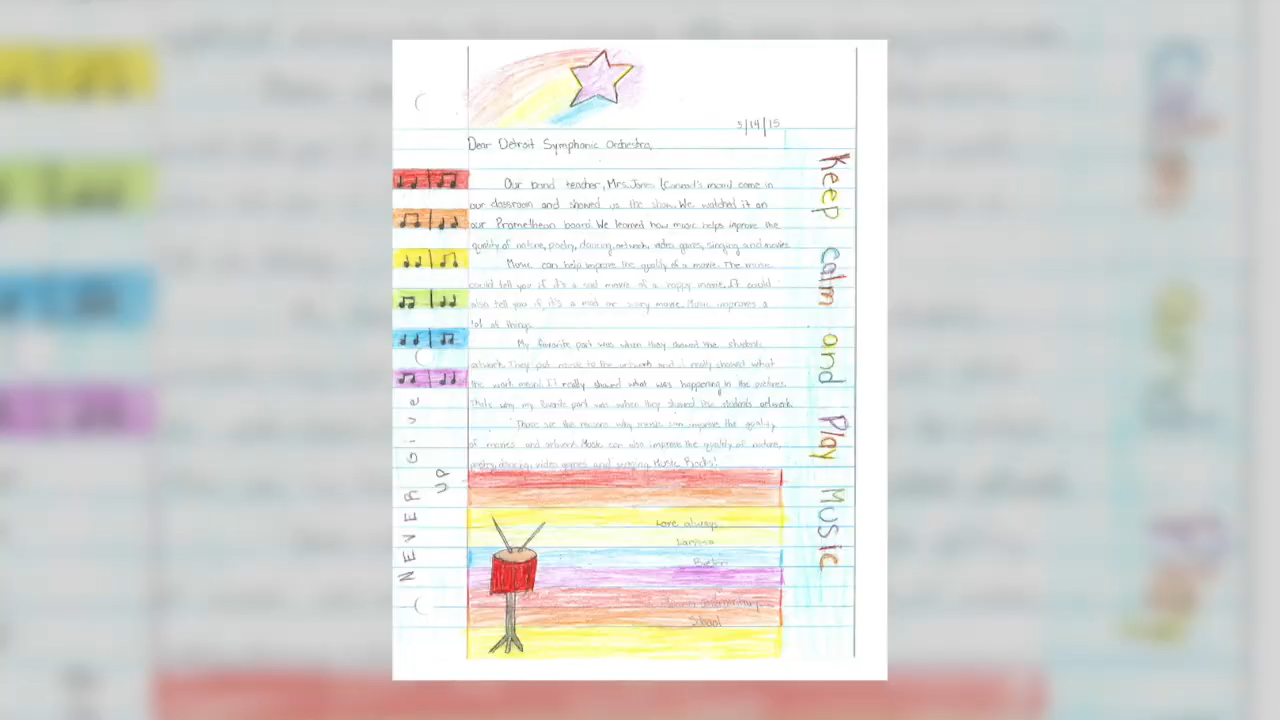 3/14/15
Dear Detroit Symphonic Orchestra,
Our band teacher, Mrs. Jones (Conrad's mom) came in
our classroom and showed us the show. We watched it on
our Promethean board. We learned how music helps improve the
quality of nature, poetry, dancing, artwork, video games, singing and movies.
Music can help improve the quality of a movie. The music
could tell you if it's a sad movie of a happy movie. It could
also tell you if it's a mad or scary movie. Music improves a
lot of things.
My favorite part was when they showed the students
artwork. They put music to the artwork and it really showed what
the work meant. It really showed what was happening in the pictures.
That's why my favorite part was when they showed the students artwork.
Those are the reasons why music can improve the quality
of movies and artwork. Music can also improve the quality of nature,
poetry, dancing, video games and singing. Music Rocks!
Love always,
Larissa
School
NEVER Give
UP
Keep calm and Play Music